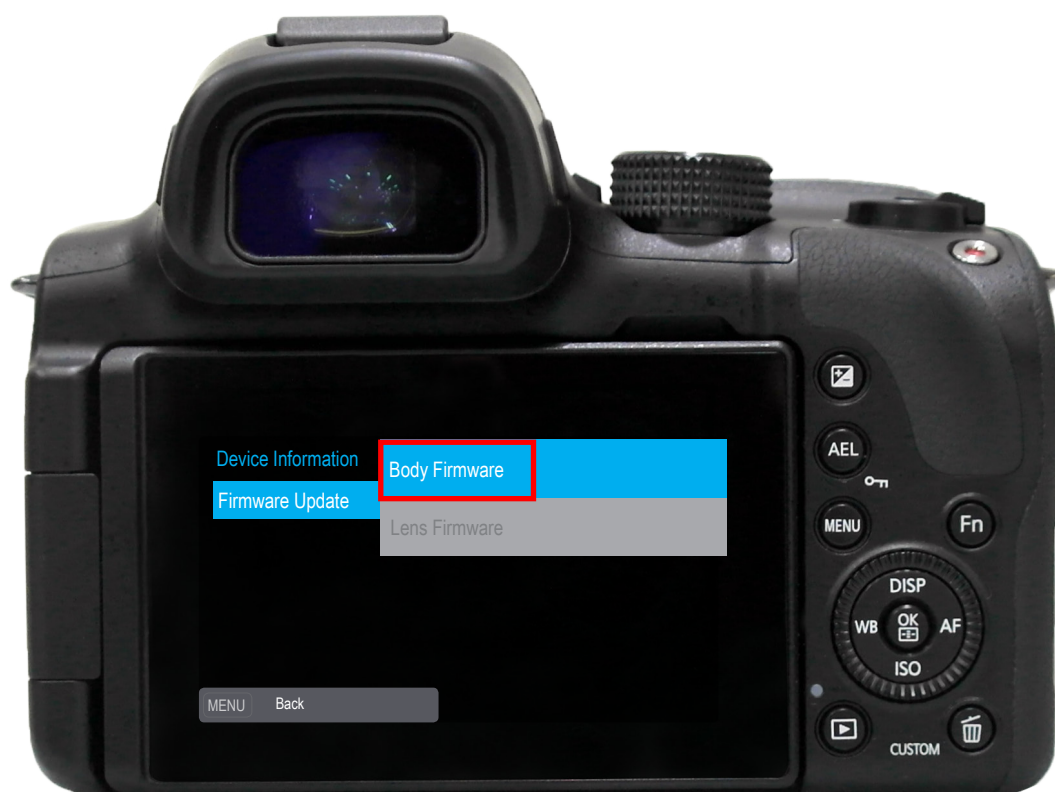 Device Information
Body Firmware
Firmware Update
Lens Firmware
MENU Back
AEL
MENU
Fn
DISP
WB
OK
AF
ISO
CUSTOM